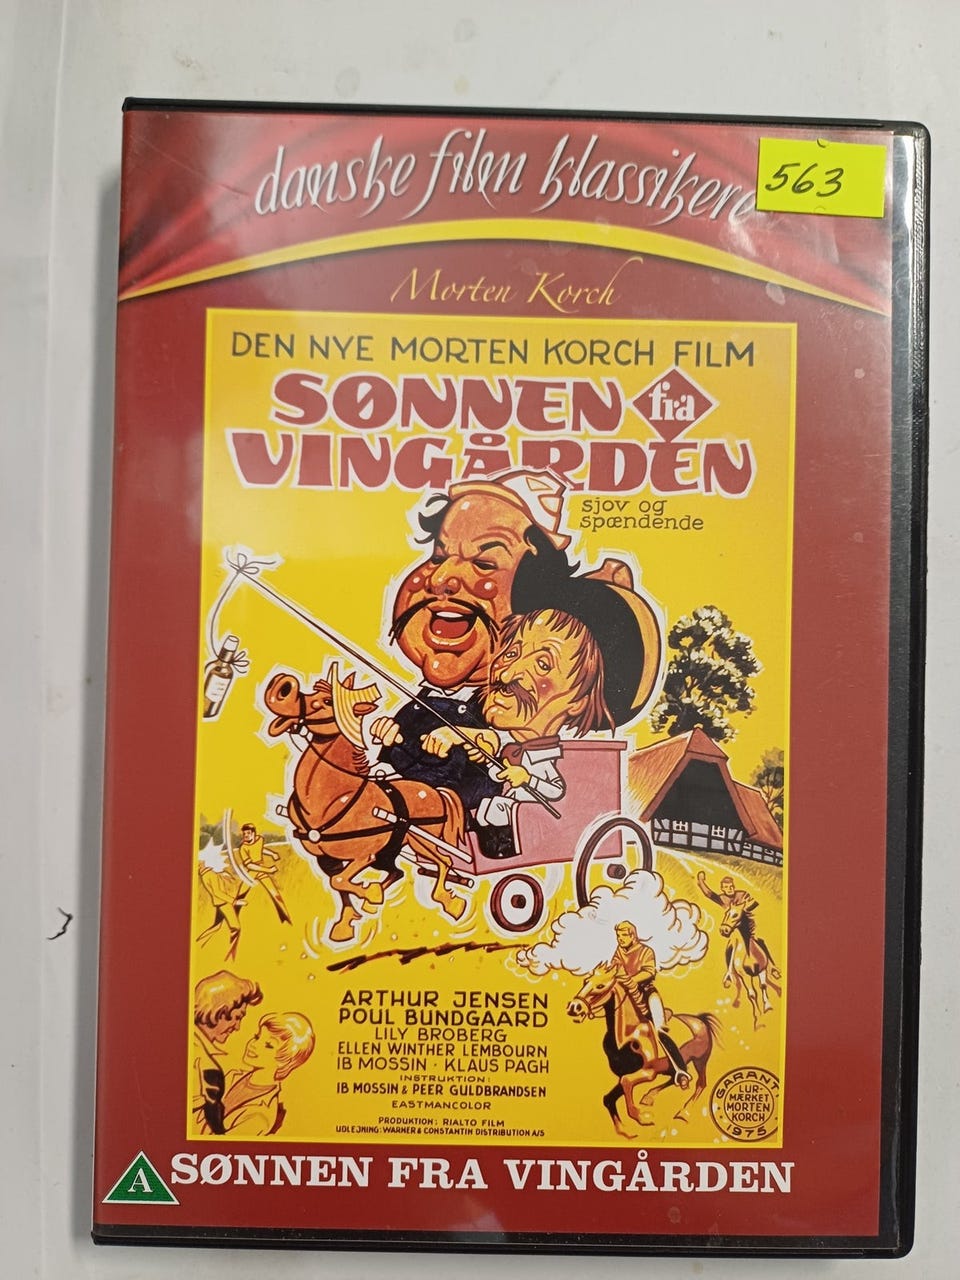 danske film klassikere
563
Morten Korch
DEN NYE MORTEN KORCH FILM
SØNNEN fra
VINGÅRDEN
sjov og
spændende
ARTHUR JENSEN
POUL BUNDGAARD
LILY BROBERG
ELLEN WINTHER LEMBOURN
IB MOSSIN · KLAUS PAGH
INSTRUKTION:
IB MOSSIN & PEER GULDBRANDSEN
EASTMANCOLOR
PRODUKTION: RIALTO FILM
UDLEJNING: WARNER & CONSTANTIN DISTRIBUTION A/S
GARANT.
LUR-
MÆRKET
MORTEN
KORCH
1975
A
SØNNEN FRA VINGÅRDEN